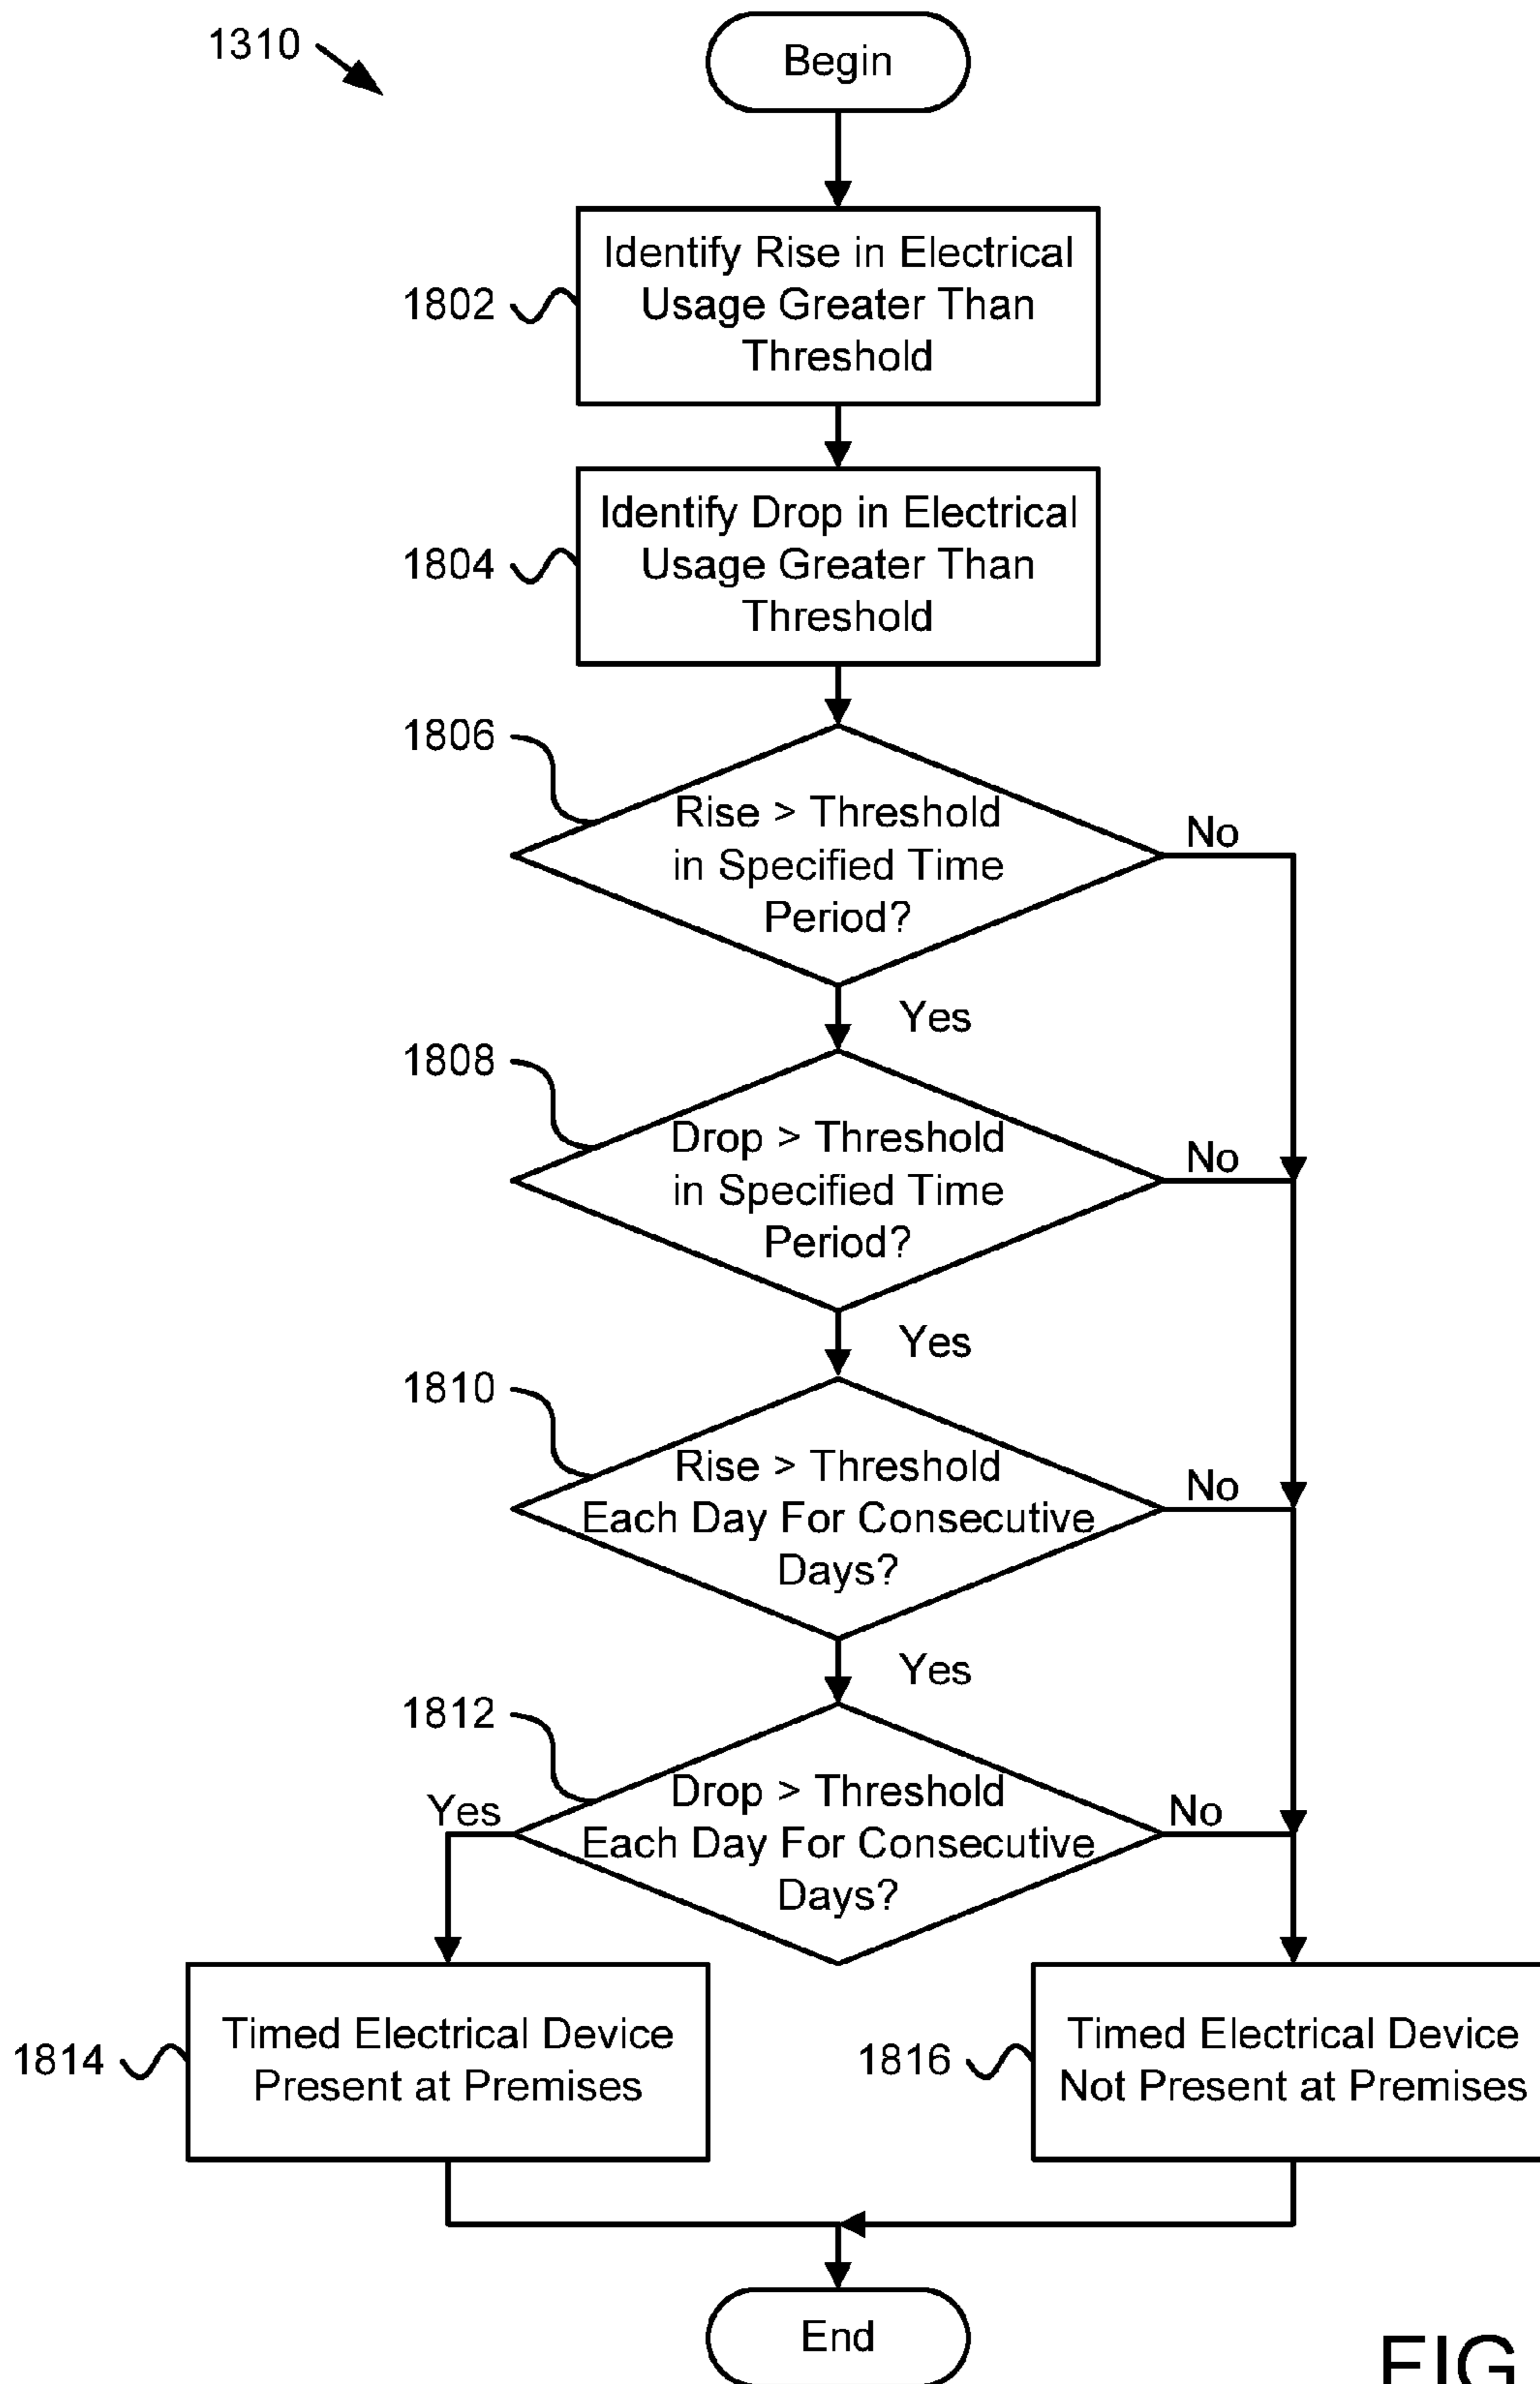 1310
Begin
1802
Identify Rise in Electrical
Usage Greater Than
Threshold
1804
Identify Drop in Electrical
Usage Greater Than
Threshold
1806
Rise > Threshold
in Specified Time
Period?
No
Yes
1808
Drop > Threshold
in Specified Time
Period?
No
Yes
1810
Rise > Threshold
Each Day For Consecutive
Days?
No
Yes
1812
Drop > Threshold
Each Day For Consecutive
Days?
Yes
No
1814
Timed Electrical Device
Present at Premises
1816
Timed Electrical Device
Not Present at Premises
End
FIG